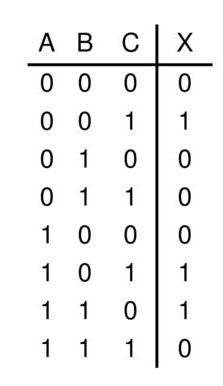 A B C X
0 0 0 0
0 0 1 1
0 1 0 0
0 1 1 0
1 0 0 0
1 0 1 1
1 1 0 1
1 1 1 0